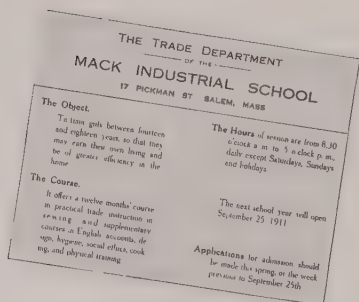 THE TRADE DEPARTMENT
OF THE
MACK INDUSTRIAL SCHOOL
17 PICKMAN ST SALEM, MASS
The Object.
To train girls between fourteen
and eighteen years, so that they
may earn their own living and
be of greater efficiency in the
home
The Course.
It offers a twelve months' course
in practical trade instruction in
sewing and supplementary
courses in English accounts, de
sign, hygiene, social ethics, cook
ing, and physical training
The Hours of session are from 8.30
o'clock a m to 5 o'clock p. m.,
daily except Saturdays, Sundays
and holidays
The next school year will open
September 25 1911
Applications for admission should
be made this spring, or the week
previous to September 25th